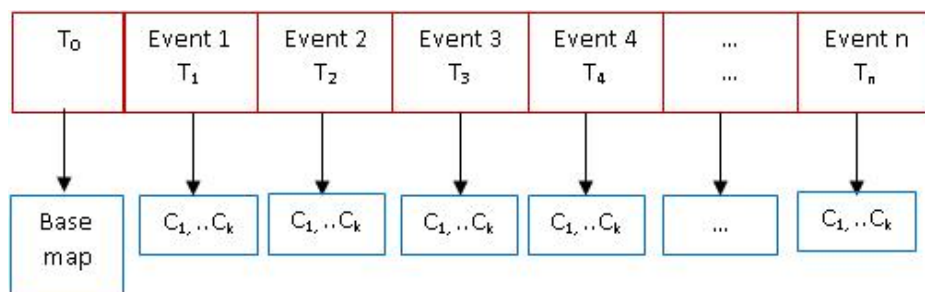 T₀ Event 1 Event 2 Event 3 Event 4 ... Event n
T₁ T₂ T₃ T₄ ... Tₙ
Base C₁, ..Cₖ C₁, ..Cₖ C₁, ..Cₖ C₁, ..Cₖ ... C₁, ..Cₖ
map